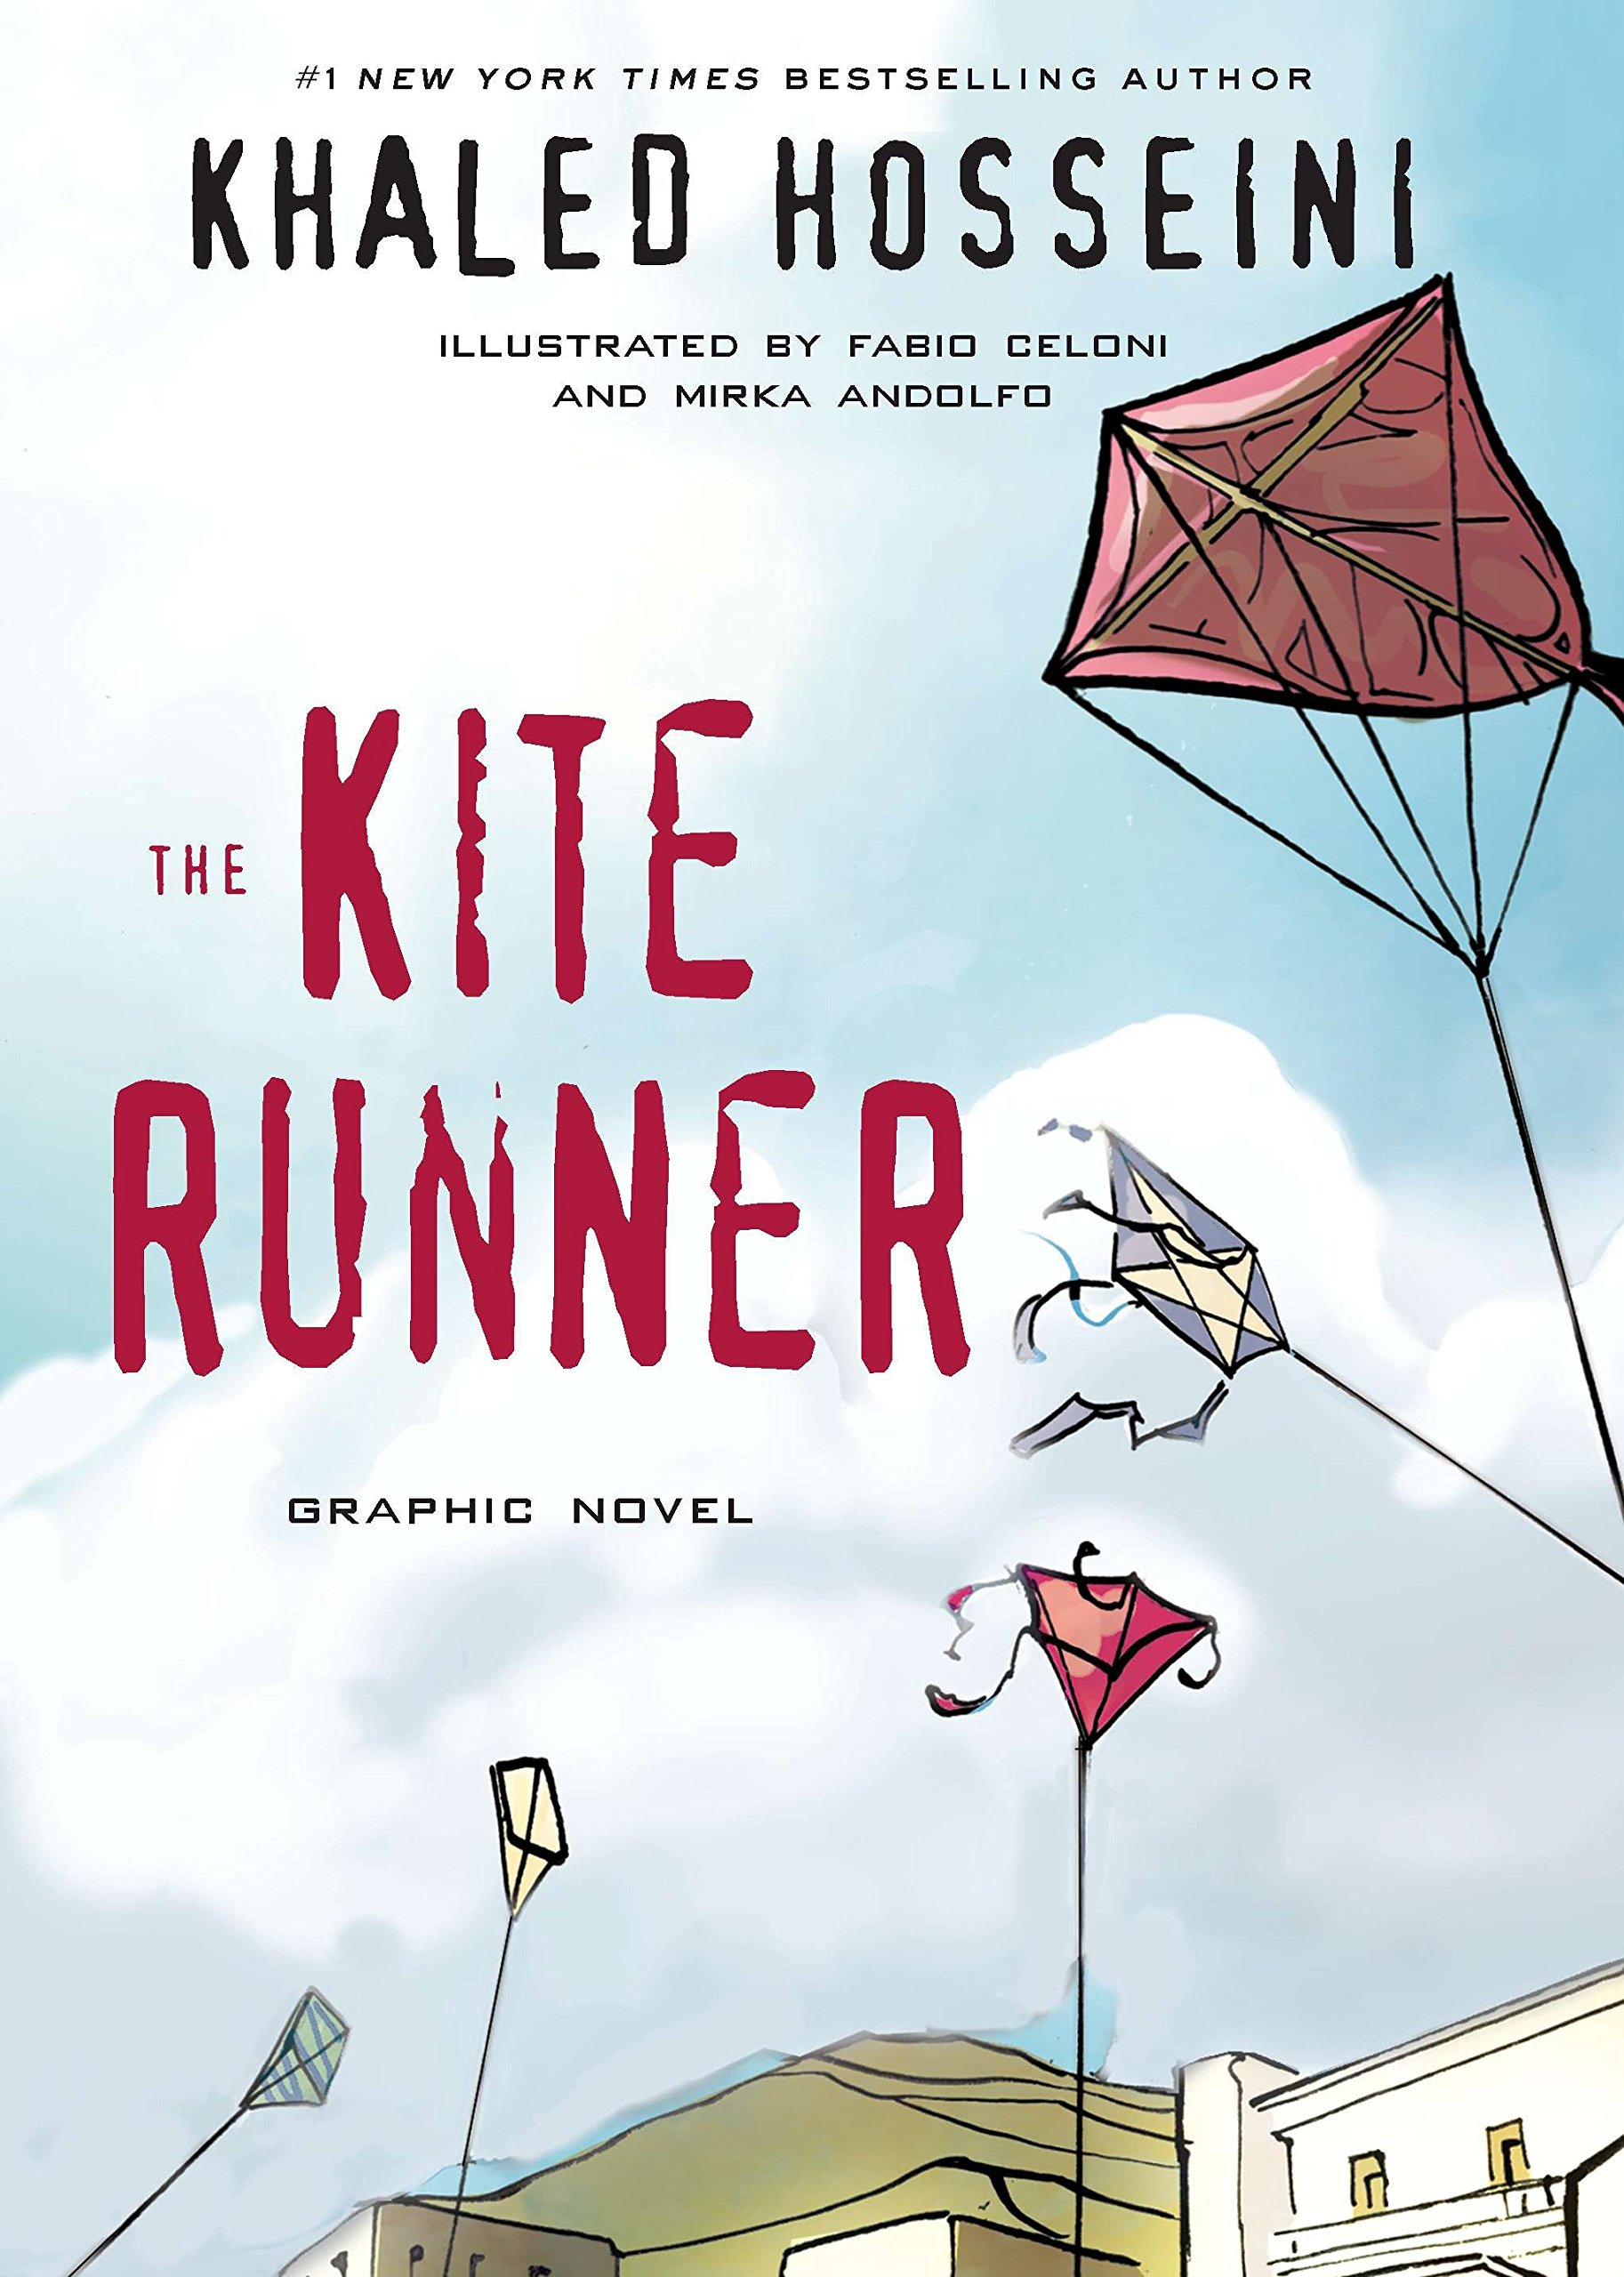 #1 NEW YORK TIMES BESTSELLING AUTHOR
KHALED HOSSEINI
ILLUSTRATED BY FABIO CELONI
AND MIRKA ANDOLFO
THE KITE
RUNNER
GRAPHIC NOVEL